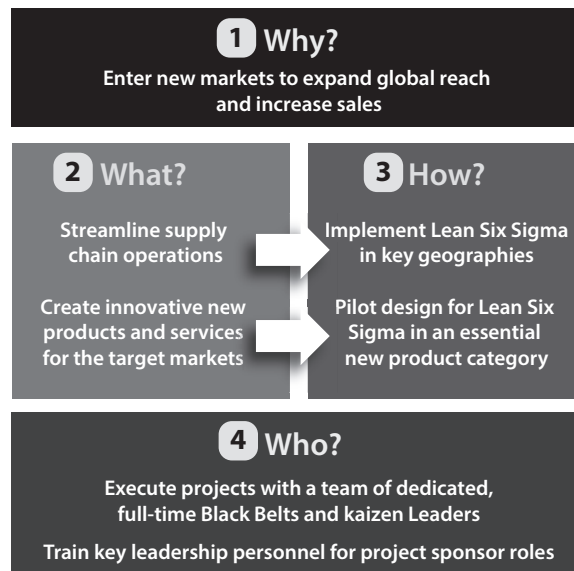 1 Why?
Enter new markets to expand global reach
and increase sales
2 What?
Streamline supply
chain operations
Create innovative new
products and services
for the target markets
3 How?
Implement Lean Six Sigma
in key geographies
Pilot design for Lean Six
Sigma in an essential
new product category
4 Who?
Execute projects with a team of dedicated,
full-time Black Belts and kaizen Leaders
Train key leadership personnel for project sponsor roles